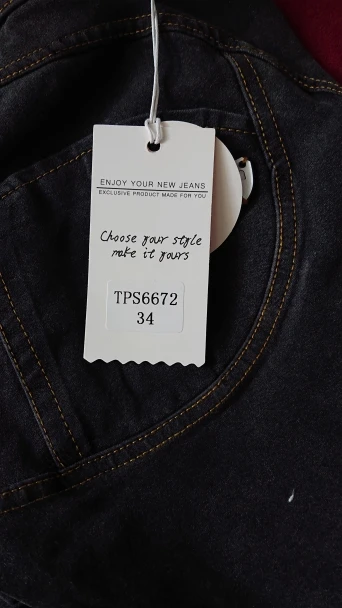 ENJOY YOUR NEW JEANS
EXCLUSIVE PRODUCT MADE FOR YOU
Choose your style
make it yours
TPS6672
34